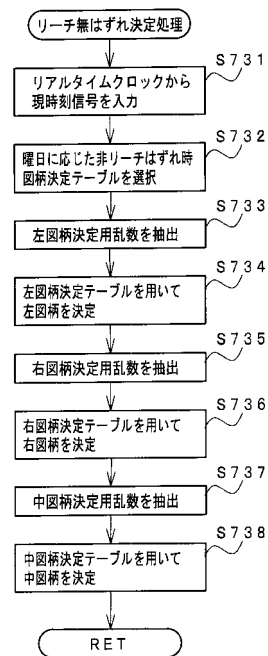 リーチ無はずれ決定処理
S731
リアルタイムクロックから
現時刻信号を入力
S732
曜日に応じた非リーチはずれ時
図柄決定テーブルを選択
S733
左図柄決定用乱数を抽出
S734
左図柄決定テーブルを用いて
左図柄を決定
S735
右図柄決定用乱数を抽出
S736
右図柄決定テーブルを用いて
右図柄を決定
S737
中図柄決定用乱数を抽出
S738
中図柄決定テーブルを用いて
中図柄を決定
RET